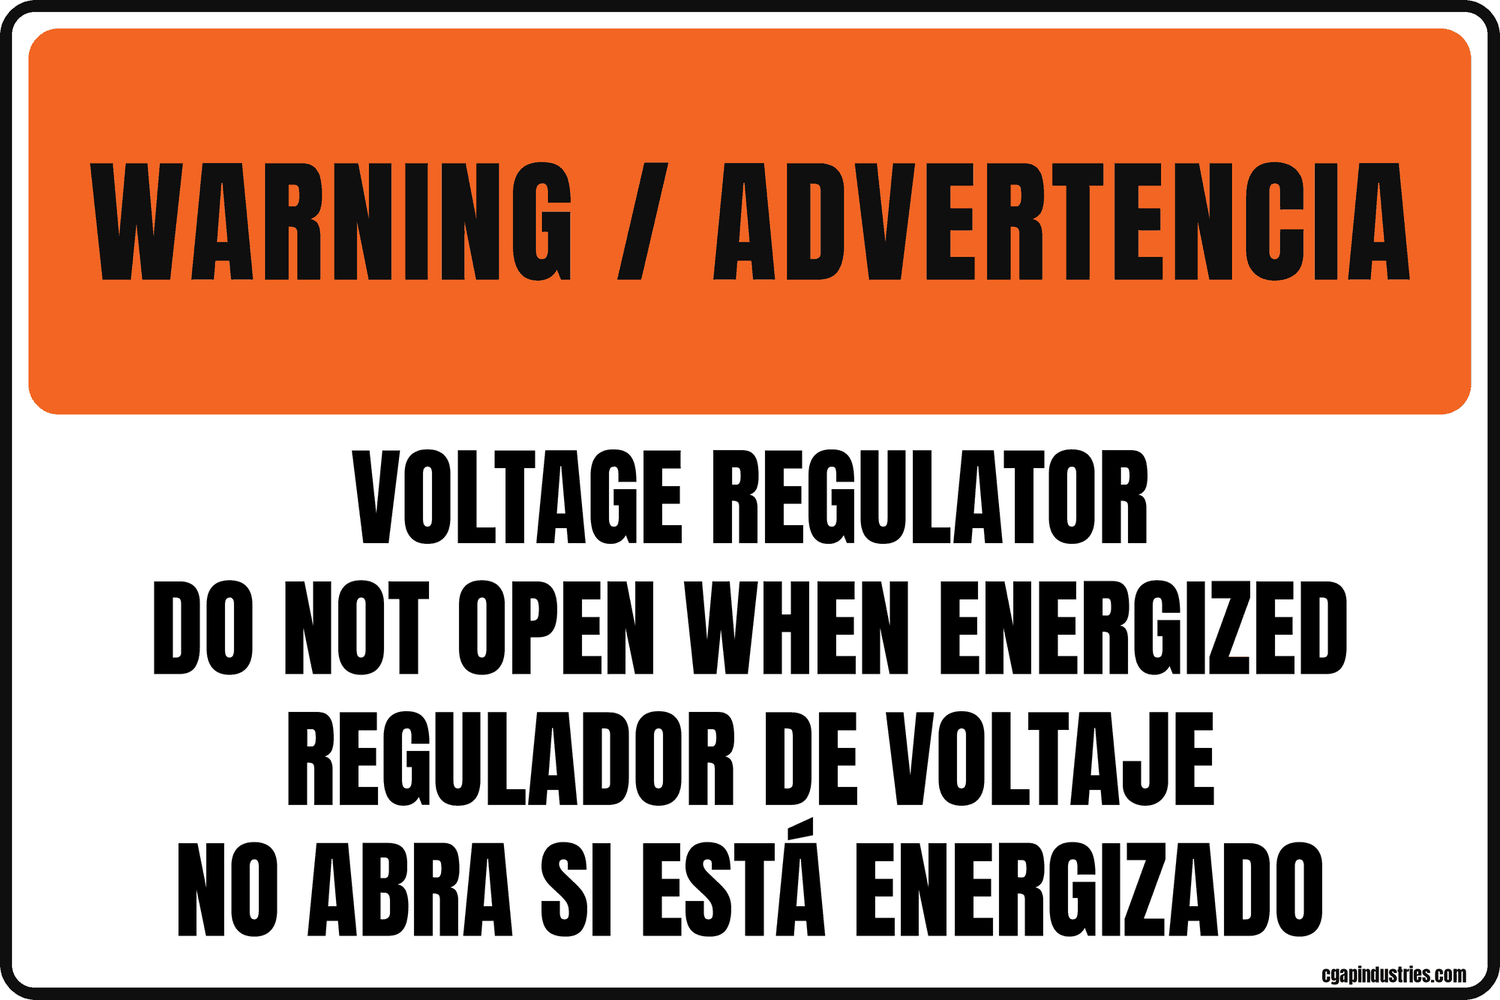 WARNING / ADVERTENCIA
VOLTAGE REGULATOR
DO NOT OPEN WHEN ENERGIZED
REGULADOR DE VOLTAJE
NO ABRA SI ESTÁ ENERGIZADO
cgapindustries.com